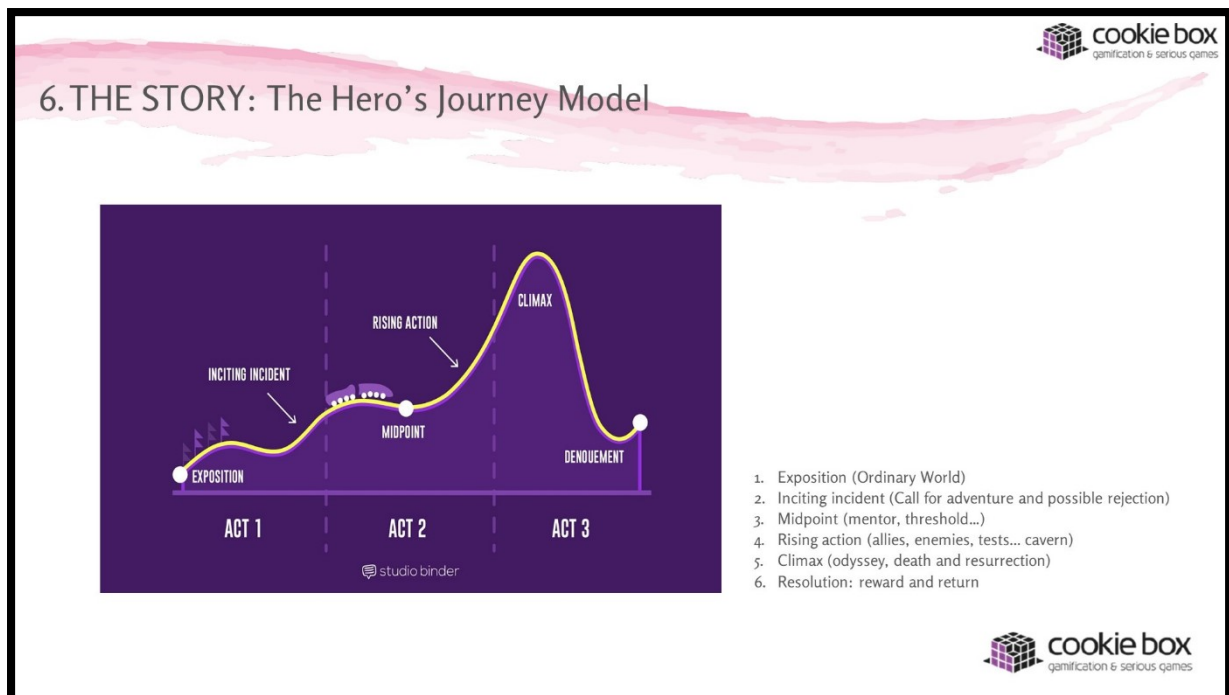 cookie box
gamification & serious games
6. THE STORY: The Hero's Journey Model
CLIMAX
RISING ACTION
INCITING INCIDENT
MIDPOINT
DENOUEMENT
EXPOSITION
ACT 1
ACT 2
ACT 3
studio binder
1. Exposition (Ordinary World)
2. Inciting incident (Call for adventure and possible rejection)
3. Midpoint (mentor, threshold...)
4. Rising action (allies, enemies, tests... cavern)
5. Climax (odyssey, death and resurrection)
6. Resolution: reward and return
cookie box
gamification & serious games